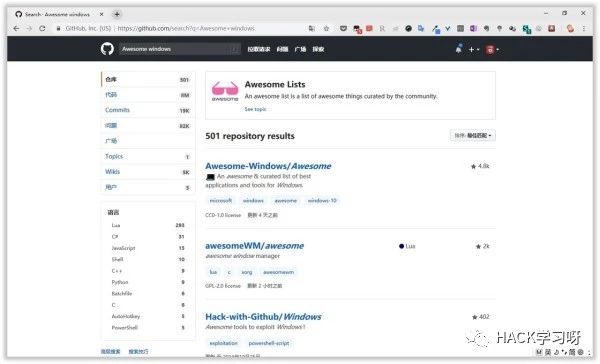 Search · Awesome windows
GitHub, Inc. [US] | https://github.com/search?q=Awesome+windows
Awesome windows
拉取请求 问题 广场 探索
仓库 501
代码 8M
Commits 19K
问题 82K
广场
Topics 1
Wikis 5K
用户 5
语言
Lua 280
C# 31
JavaScript 15
Shell 10
C++ 9
Python 9
Batchfile 6
C 6
AutoHotkey 5
PowerShell 5
高级搜索 搜索技巧
awesome
Awesome Lists
An awesome list is a list of awesome things curated by the community.
See topic
501 repository results
排序: 最佳匹配
Awesome-Windows/Awesome
4.8k
An awesome & curated list of best
applications and tools for Windows.
microsoft windows awesome windows-10
CC0-1.0 license 更新 4 天之前
awesomeWM/awesome
Lua
2k
awesome window manager
lua c xorg awesomewm
GPL-2.0 license 更新 2 小时之前
Hack-with-Github/Windows
402
Awesome tools to exploit Windows !
exploitation powershell-script
HACK学习呀
英 简